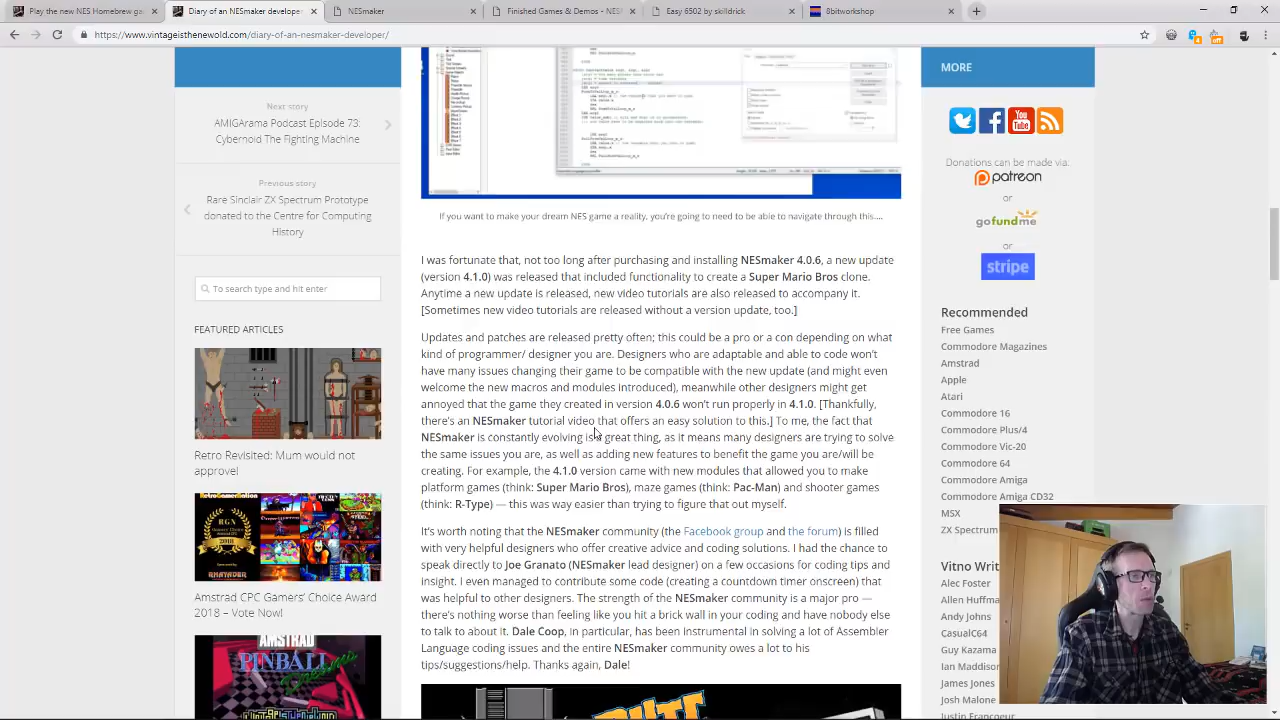 Play the new NES Homebrew ga
Diary of an NESmaker develope
NESmaker
Finished Games & Demos - NES
Easy 6502 by skilldrick
8bitworkshop
https://www.vintageisthenewold.com/diary-of-an-nesmaker-developer/
MORE
Donations can be made via:
patreon
or
gofundme
or
stripe
Previous story
Rare Sinclair ZX Spectrum Prototype
donated to the Centre for Computing
History
To search type and hit enter
FEATURED ARTICLES
Retro Revisited: Mum would not
approve!
Amstrad CPC Gamers' Choice Award
2018 – Vote Now!
If you want to make your dream NES game a reality, you're going to need to be able to navigate through this....
I was fortunate that, not too long after purchasing and installing NESmaker 4.0.6, a new update
(version 4.1.0) was released that included functionality to create a Super Mario Bros clone.
Anytime a new update is released, new video tutorials are also released to accompany it.
[Sometimes new video tutorials are released without a version update, too.]
Updates and patches are released pretty often; this could be a pro or a con depending on what
kind of programmer/ designer you are. Designers who are adaptable and able to code won't
have many issues changing their game to be compatible with the new update (and might even
welcome the new macros and modules introduced), meanwhile other designers might get
annoyed that the game they created in version 4.0.6 won't run properly in 4.1.0. [Thankfully,
there's an NESmaker tutorial video that offers an easy solution to this.] To me, the fact that
NESmaker is constantly evolving is a great thing, as it means many designers are trying to solve
the same issues you are, as well as adding new features to benefit the game you are/will be
creating. For example, the 4.1.0 version came with new modules that allowed you to make
platform games (think: Super Mario Bros), maze games (think: Pac-Man) and shooter games
(think: R-Type) — this was way easier than trying to figure that out myself.
It's worth noting that the NESmaker community (the Facebook group and the forum) is filled
with very helpful designers who offer creative advice and coding solutions. I had the chance to
speak directly to Joe Granato (NESmaker lead designer) on a few occasions for coding tips and
insight. I even managed to contribute some code (creating a countdown timer onscreen) that
was helpful to other designers. The strength of the NESmaker community is a major pro —
there's nothing worse than feeling like you hit a brick wall in your coding and have nobody else
to talk to about it. Dale Coop, in particular, has been instrumental in solving a lot of Assembler
Language coding issues and the entire NESmaker community owes a lot to his
tips/suggestions/help. Thanks again, Dale!
Recommended
Free Games
Commodore Magazines
Amstrad
Apple
Atari
Commodore 16
Commodore Plus/4
Commodore Vic-20
Commodore 64
Commodore Amiga
Commodore Amiga CD32
MSX
ZX Spectrum
Vitno Writ
Alec Foster
Allen Huffma
Andy Johns
CasualC64
Guy Kazama
Ian Maddiso
James Jones
Josh Malone
Justin Francoeur